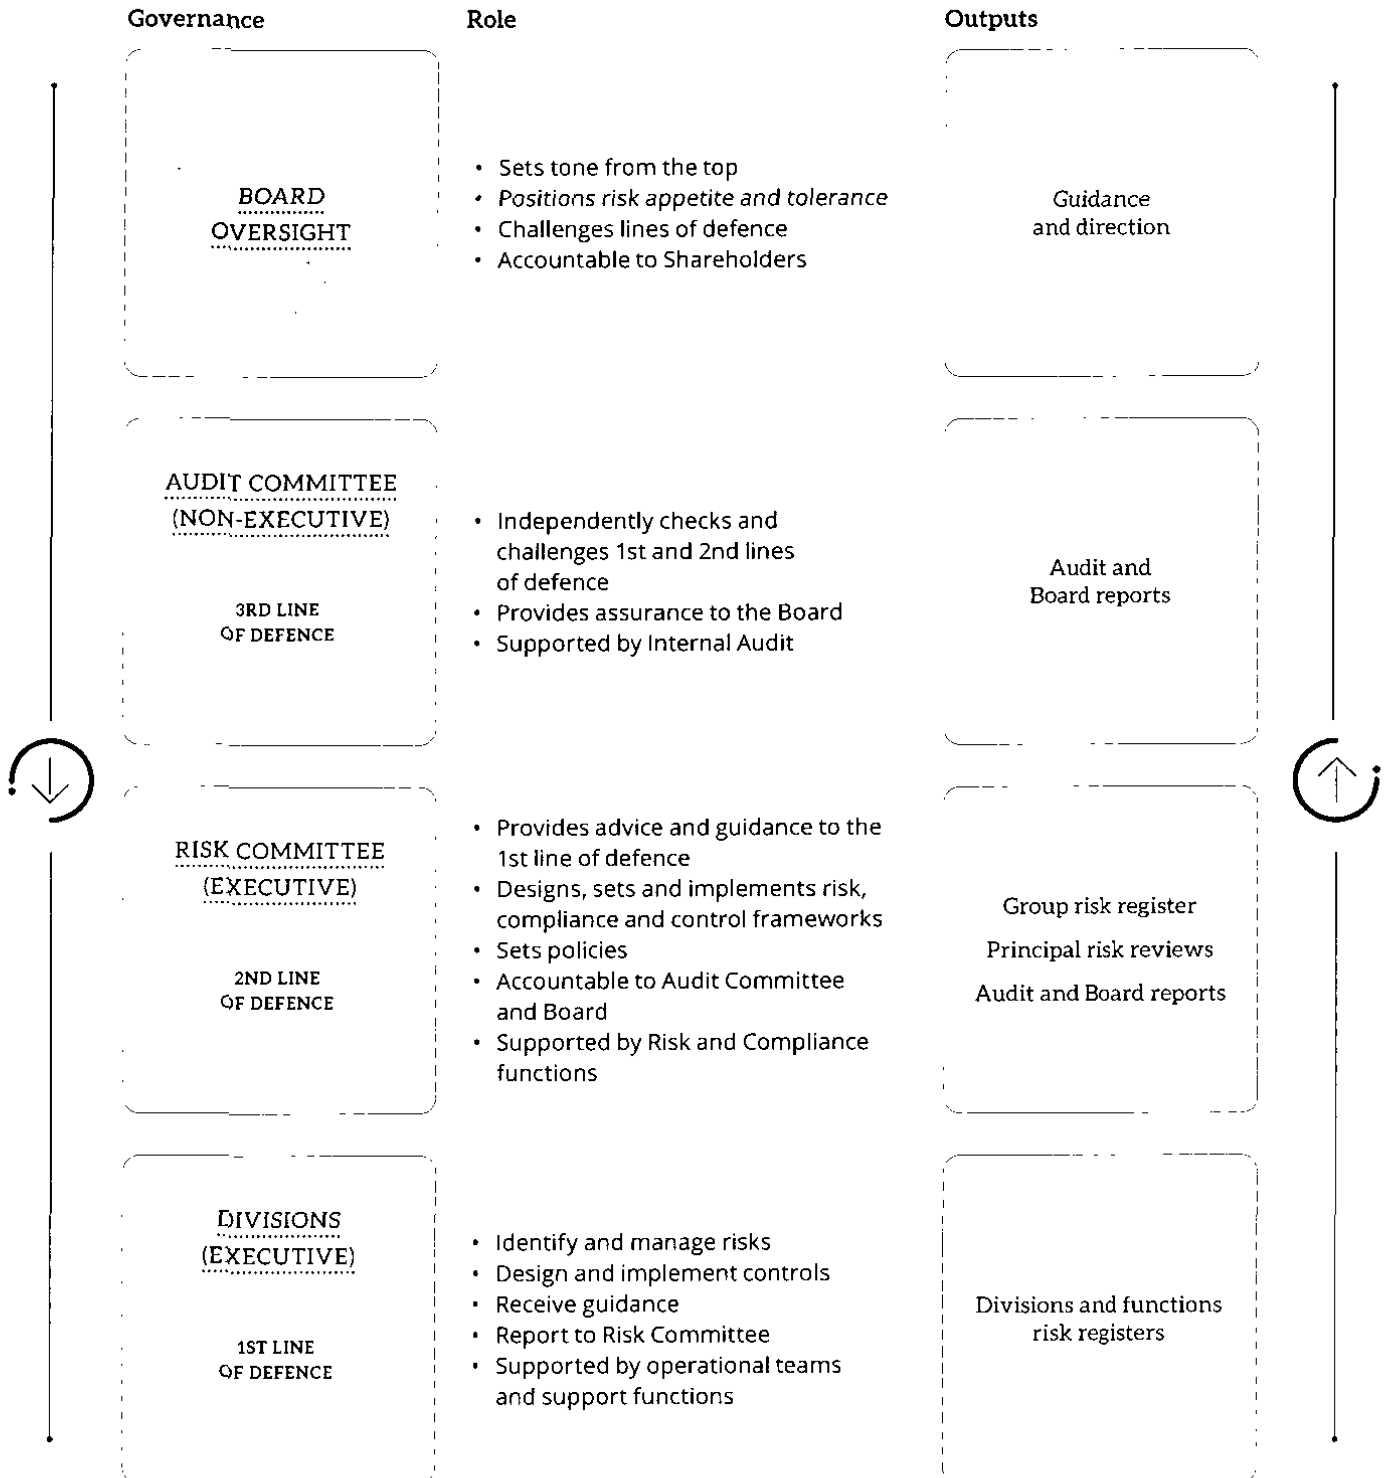 Governance
Role
Outputs
BOARD
OVERSIGHT
• Sets tone from the top
• Positions risk appetite and tolerance
• Challenges lines of defence
• Accountable to Shareholders
Guidance
and direction
AUDIT COMMITTEE
(NON-EXECUTIVE)
3RD LINE
OF DEFENCE
• Independently checks and
challenges 1st and 2nd lines
of defence
• Provides assurance to the Board
• Supported by Internal Audit
Audit and
Board reports
RISK COMMITTEE
(EXECUTIVE)
2ND LINE
OF DEFENCE
• Provides advice and guidance to the
1st line of defence
• Designs, sets and implements risk,
compliance and control frameworks
• Sets policies
• Accountable to Audit Committee
and Board
• Supported by Risk and Compliance
functions
Group risk register
Principal risk reviews
Audit and Board reports
DIVISIONS
(EXECUTIVE)
1ST LINE
OF DEFENCE
• Identify and manage risks
• Design and implement controls
• Receive guidance
• Report to Risk Committee
• Supported by operational teams
and support functions
Divisions and functions
risk registers